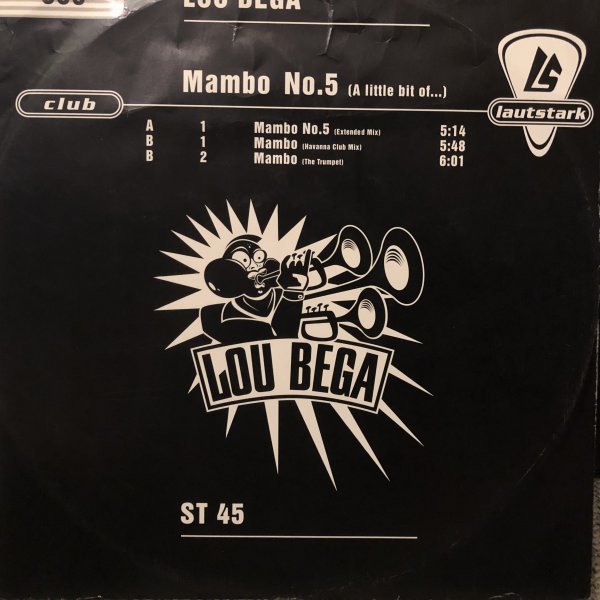 LOU BEGA
Mambo No.5 (A little bit of...)
LS
club
lautstark
A 1 Mambo No.5 (Extended Mix) 5:14
B 1 Mambo (Havanna Club Mix) 5:48
B 2 Mambo (The Trumpet) 6:01
LOU BEGA
ST 45